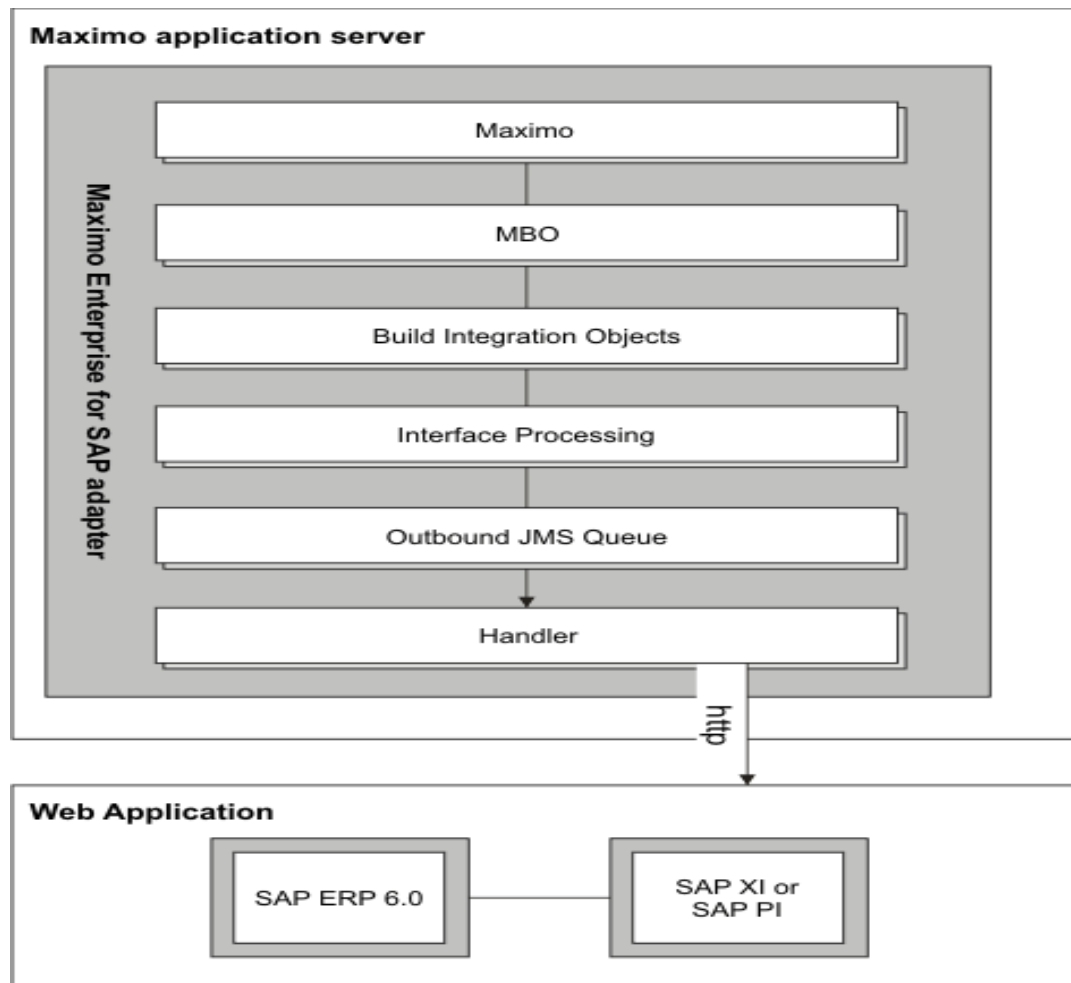 Maximo application server
Maximo Enterprise for SAP adapter
Maximo
MBO
Build Integration Objects
Interface Processing
Outbound JMS Queue
Handler
http
Web Application
SAP ERP 6.0
SAP XI or
SAP PI